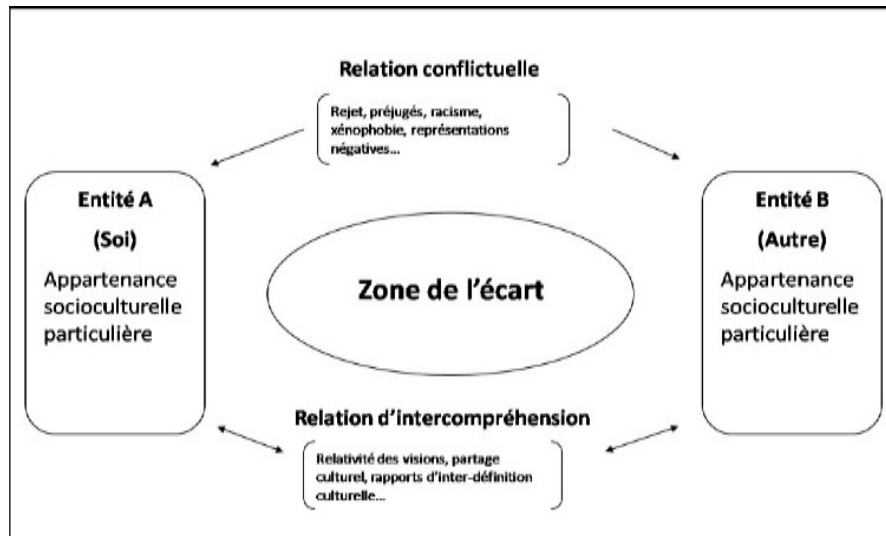 Relation conflictuelle
Rejet, préjugés, racisme,
xénophobie, représentations
négatives...
Entité A
(Soi)
Appartenance
socioculturelle
particulière
Zone de l'écart
Entité B
(Autre)
Appartenance
socioculturelle
particulière
Relation d'intercompréhension
Relativité des visions, partage
culturel, rapports d'inter-définition
culturelle...